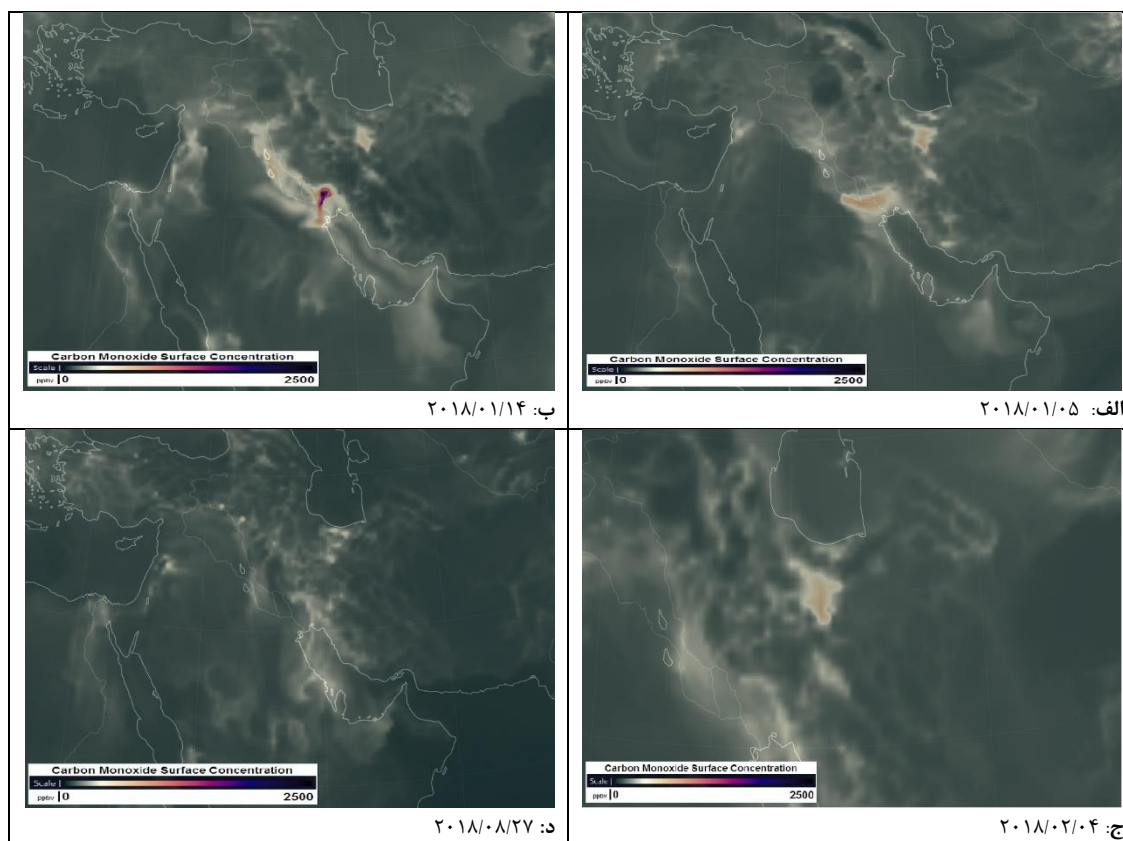 Carbon Monoxide Surface Concentration
Scale
ppbv 0 2500
الف: ۲۰۱۸/۰۱/۰۵
Carbon Monoxide Surface Concentration
Scale
ppbv 0 2500
ب: ۲۰۱۸/۰۱/۱۴
Carbon Monoxide Surface Concentration
Scale
ppbv 0 2500
ج: ۲۰۱۸/۰۲/۰۴
Carbon Monoxide Surface Concentration
Scale
ppbv 0 2500
د: ۲۰۱۸/۰۸/۲۷